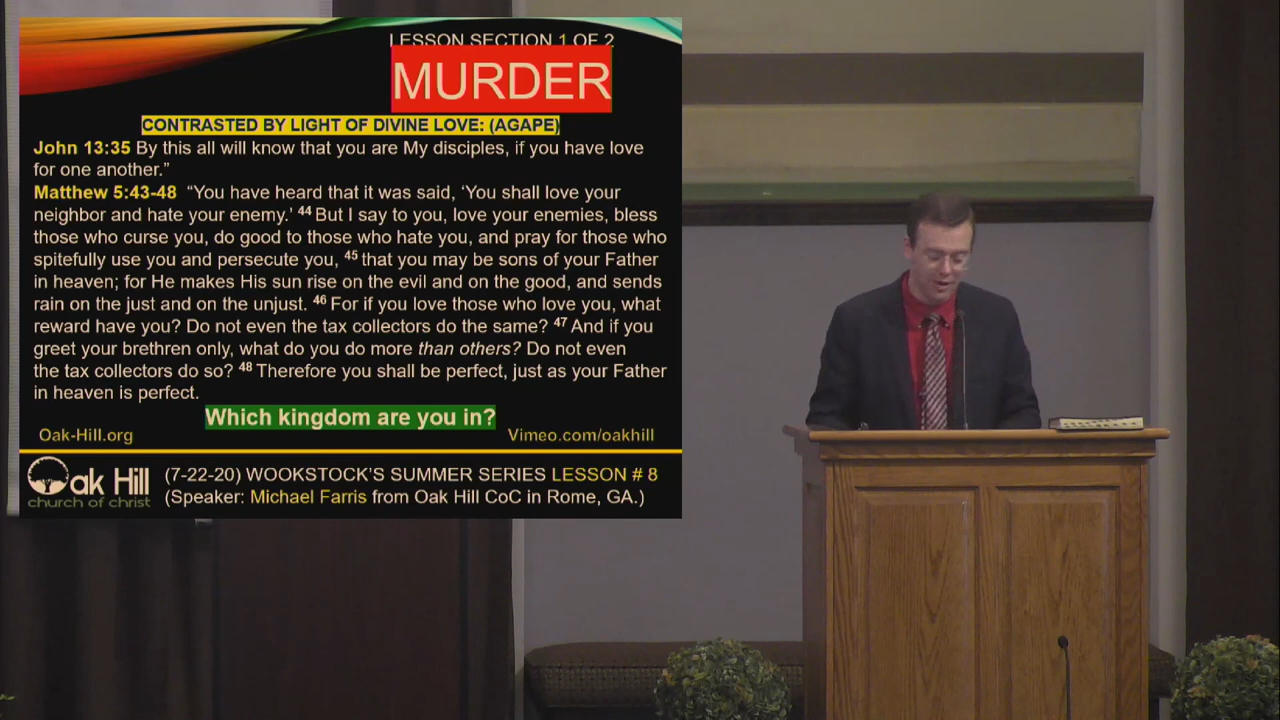 LESSON SECTION 1 OF 2
MURDER
CONTRASTED BY LIGHT OF DIVINE LOVE: (AGAPE)
John 13:35 By this all will know that you are My disciples, if you have love
for one another.”
Matthew 5:43-48 “You have heard that it was said, ‘You shall love your
neighbor and hate your enemy.’ 44 But I say to you, love your enemies, bless
those who curse you, do good to those who hate you, and pray for those who
spitefully use you and persecute you, 45 that you may be sons of your Father
in heaven; for He makes His sun rise on the evil and on the good, and sends
rain on the just and on the unjust. 46 For if you love those who love you, what
reward have you? Do not even the tax collectors do the same? 47 And if you
greet your brethren only, what do you do more than others? Do not even
the tax collectors do so? 48 Therefore you shall be perfect, just as your Father
in heaven is perfect.
Which kingdom are you in?
Oak-Hill.org
Vimeo.com/oakhill
Oak Hill
church of christ
(7-22-20) WOOKSTOCK’S SUMMER SERIES LESSON # 8
(Speaker: Michael Farris from Oak Hill CoC in Rome, GA.)